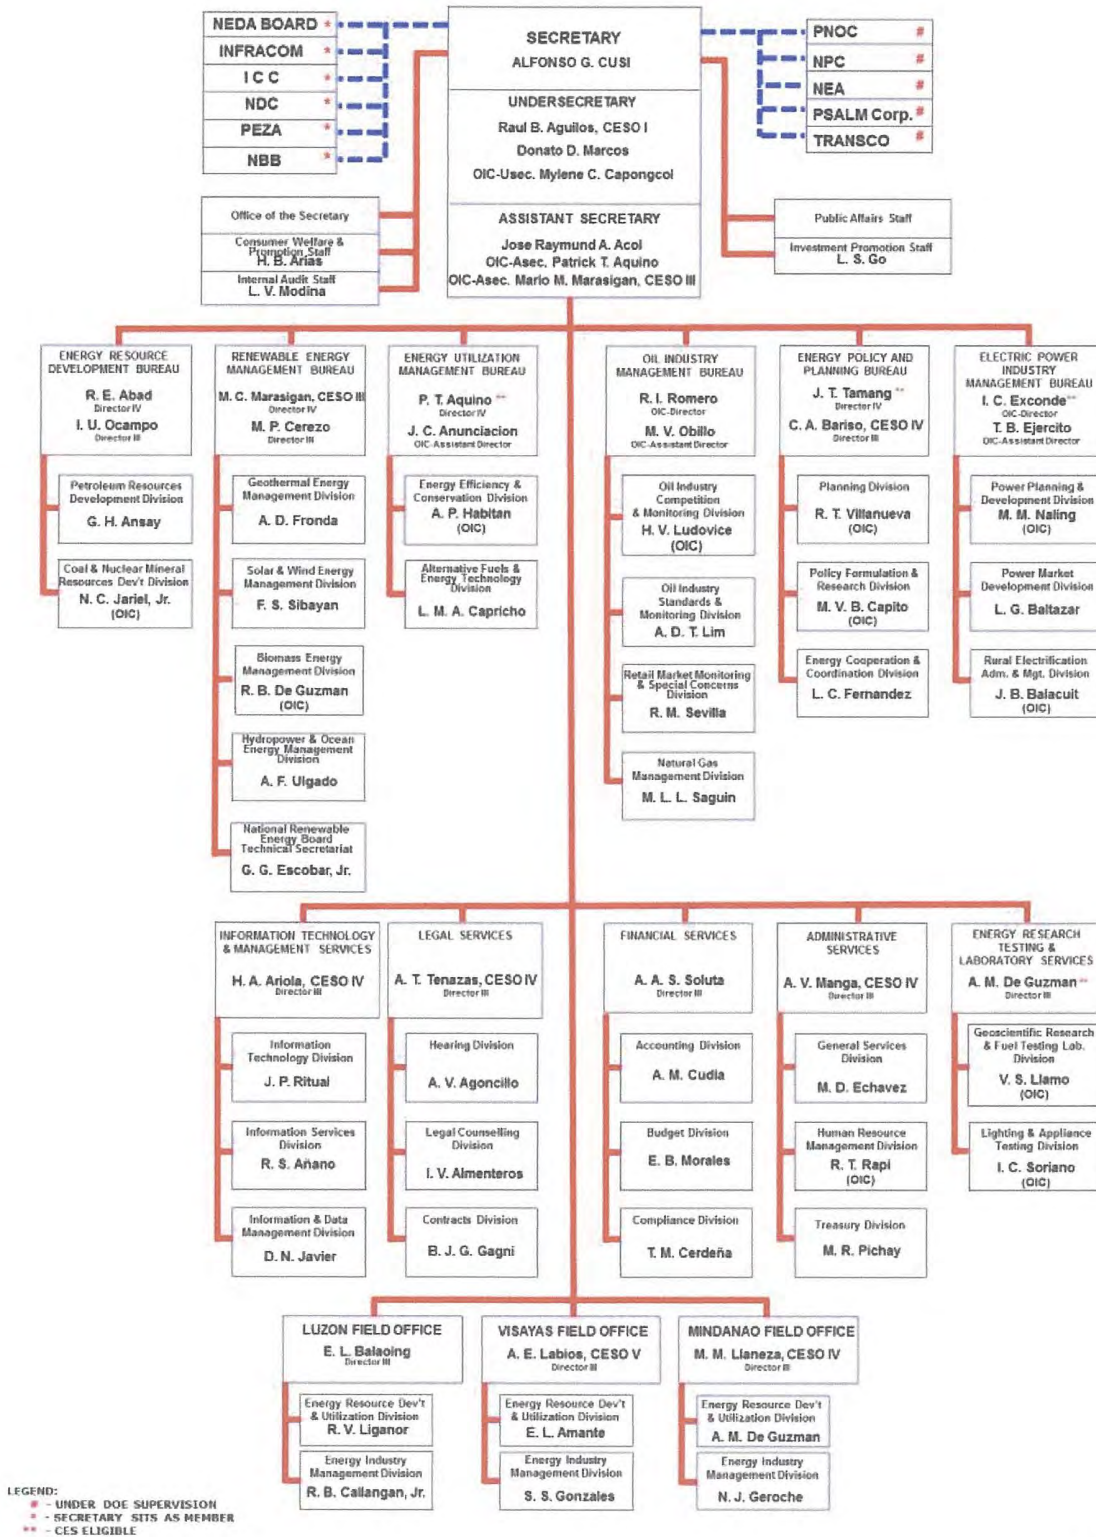 NEDA BOARD *
INFRACOM *
I C C *
NDC *
PEZA *
NBB *
SECRETARY
ALFONSO G. CUSI
UNDERSECRETARY
Raul B. Aguilos, CESO I
Donato D. Marcos
OIC-Usec. Mylene C. Capongcol
ASSISTANT SECRETARY
Jose Raymund A. Acol
OIC-Asec. Patrick T. Aquino
OIC-Asec. Mario M. Marasigan, CESO III
PNOC #
NPC #
NEA #
PSALM Corp. #
TRANSCO #
Office of the Secretary
Consumer Welfare &
Promotion Staff
H. B. Arias
Internal Audit Staff
L. V. Modina
Public Affairs Staff
Investment Promotion Staff
L. S. Go
ENERGY RESOURCE
DEVELOPMENT BUREAU
R. E. Abad
Director IV
I. U. Ocampo
Director III
Petroleum Resources
Development Division
G. H. Ansay
Coal & Nuclear Mineral
Resources Dev't Division
N. C. Jariel, Jr.
(OIC)
RENEWABLE ENERGY
MANAGEMENT BUREAU
M. C. Marasigan, CESO III
Director IV
M. P. Cerezo
Director III
Geothermal Energy
Management Division
A. D. Fronda
Solar & Wind Energy
Management Division
F. S. Sibayan
Biomass Energy
Management Division
R. B. De Guzman
(OIC)
Hydropower & Ocean
Energy Management
Division
A. F. Ulgado
National Renewable
Energy Board
Technical Secretariat
G. G. Escobar, Jr.
ENERGY UTILIZATION
MANAGEMENT BUREAU
P. T. Aquino **
Director IV
J. C. Anunciacion
OIC-Assistant Director
Energy Efficiency &
Conservation Division
A. P. Habitan
(OIC)
Alternative Fuels &
Energy Technology
Division
L. M. A. Capricho
OIL INDUSTRY
MANAGEMENT BUREAU
R. I. Romero
OIC-Director
M. V. Obillo
OIC-Assistant Director
Oil Industry
Competition
& Monitoring Division
H. V. Ludovice
(OIC)
Oil Industry
Standards &
Monitoring Division
A. D. T. Lim
Retail Market Monitoring
& Special Concerns
Division
R. M. Sevilla
Natural Gas
Management Division
M. L. L. Saguin
ENERGY POLICY AND
PLANNING BUREAU
J. T. Tamang **
Director IV
C. A. Bariso, CESO IV
Director III
Planning Division
R. T. Villanueva
(OIC)
Policy Formulation &
Research Division
M. V. B. Capito
(OIC)
Energy Cooperation &
Coordination Division
L. C. Fernandez
ELECTRIC POWER
INDUSTRY
MANAGEMENT BUREAU
I. C. Exconde **
OIC-Director
T. B. Ejercito
OIC-Assistant Director
Power Planning &
Development Division
M. M. Naling
(OIC)
Power Market
Development Division
L. G. Baltazar
Rural Electrification
Adm. & Mgt. Division
J. B. Balacuit
(OIC)
INFORMATION TECHNOLOGY
& MANAGEMENT SERVICES
H. A. Ariola, CESO IV
Director III
Information
Technology Division
J. P. Ritual
Information Services
Division
R. S. Añano
Information & Data
Management Division
D. N. Javier
LEGAL SERVICES
A. T. Tenazas, CESO IV
Director III
Hearing Division
A. V. Agoncillo
Legal Counselling
Division
I. V. Almenteros
Contracts Division
B. J. G. Gagni
FINANCIAL SERVICES
A. A. S. Soluta
Director III
Accounting Division
A. M. Cudia
Budget Division
E. B. Morales
Compliance Division
T. M. Cerdeña
ADMINISTRATIVE
SERVICES
A. V. Manga, CESO IV
Director III
General Services
Division
M. D. Echavez
Human Resource
Management Division
R. T. Rapi
(OIC)
Treasury Division
M. R. Pichay
ENERGY RESEARCH
TESTING &
LABORATORY SERVICES
A. M. De Guzman **
Director III
Geoscientific Research
& Fuel Testing Lab.
Division
V. S. Llamo
(OIC)
Lighting & Appliance
Testing Division
I. C. Soriano
(OIC)
LUZON FIELD OFFICE
E. L. Balaoing
Director III
Energy Resource Dev't
& Utilization Division
R. V. Liganor
Energy Industry
Management Division
R. B. Callangan, Jr.
VISAYAS FIELD OFFICE
A. E. Labios, CESO V
Director III
Energy Resource Dev't
& Utilization Division
E. L. Amante
Energy Industry
Management Division
S. S. Gonzales
MINDANAO FIELD OFFICE
M. M. Llaneza, CESO IV
Director III
Energy Resource Dev't
& Utilization Division
A. M. De Guzman
Energy Industry
Management Division
N. J. Geroche
LEGEND:
# - UNDER DOE SUPERVISION
* - SECRETARY SITS AS MEMBER
** - CES ELIGIBLE